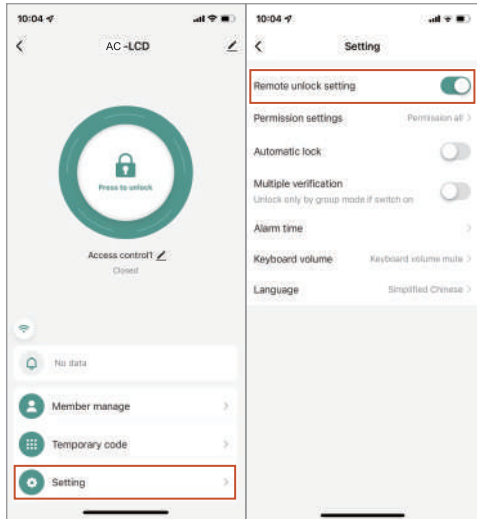 10:04
AC -LCD
Press to unlock
Access control1
Closed
No data
Member manage
Temporary code
Setting
10:04
Setting
Remote unlock setting
Permission settings Permission all
Automatic lock
Multiple verification
Unlock only by group mode if switch on
Alarm time
Keyboard volume Keyboard volume mute
Language Simplified Chinese